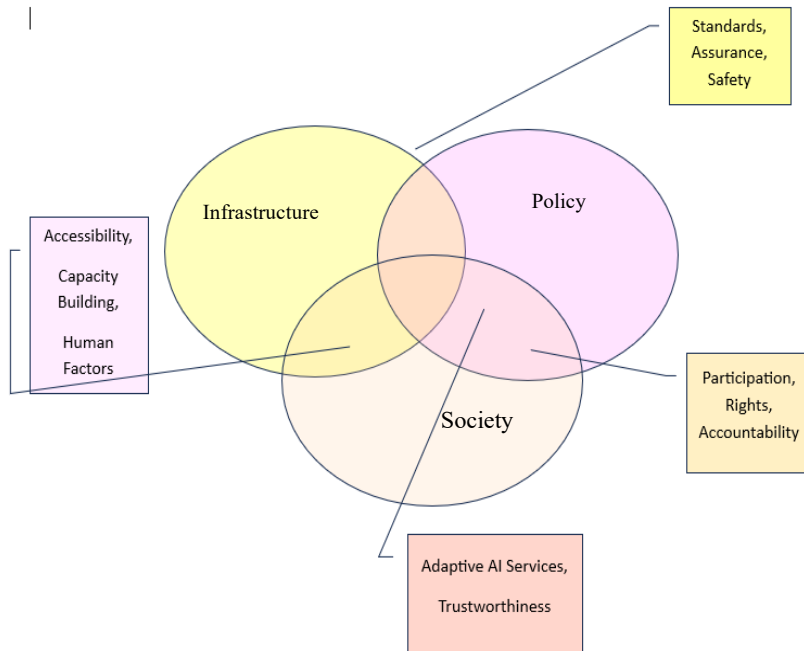 Standards,
Assurance,
Safety
Infrastructure
Policy
Accessibility,
Capacity
Building,
Human
Factors
Participation,
Rights,
Accountability
Society
Adaptive AI Services,
Trustworthiness